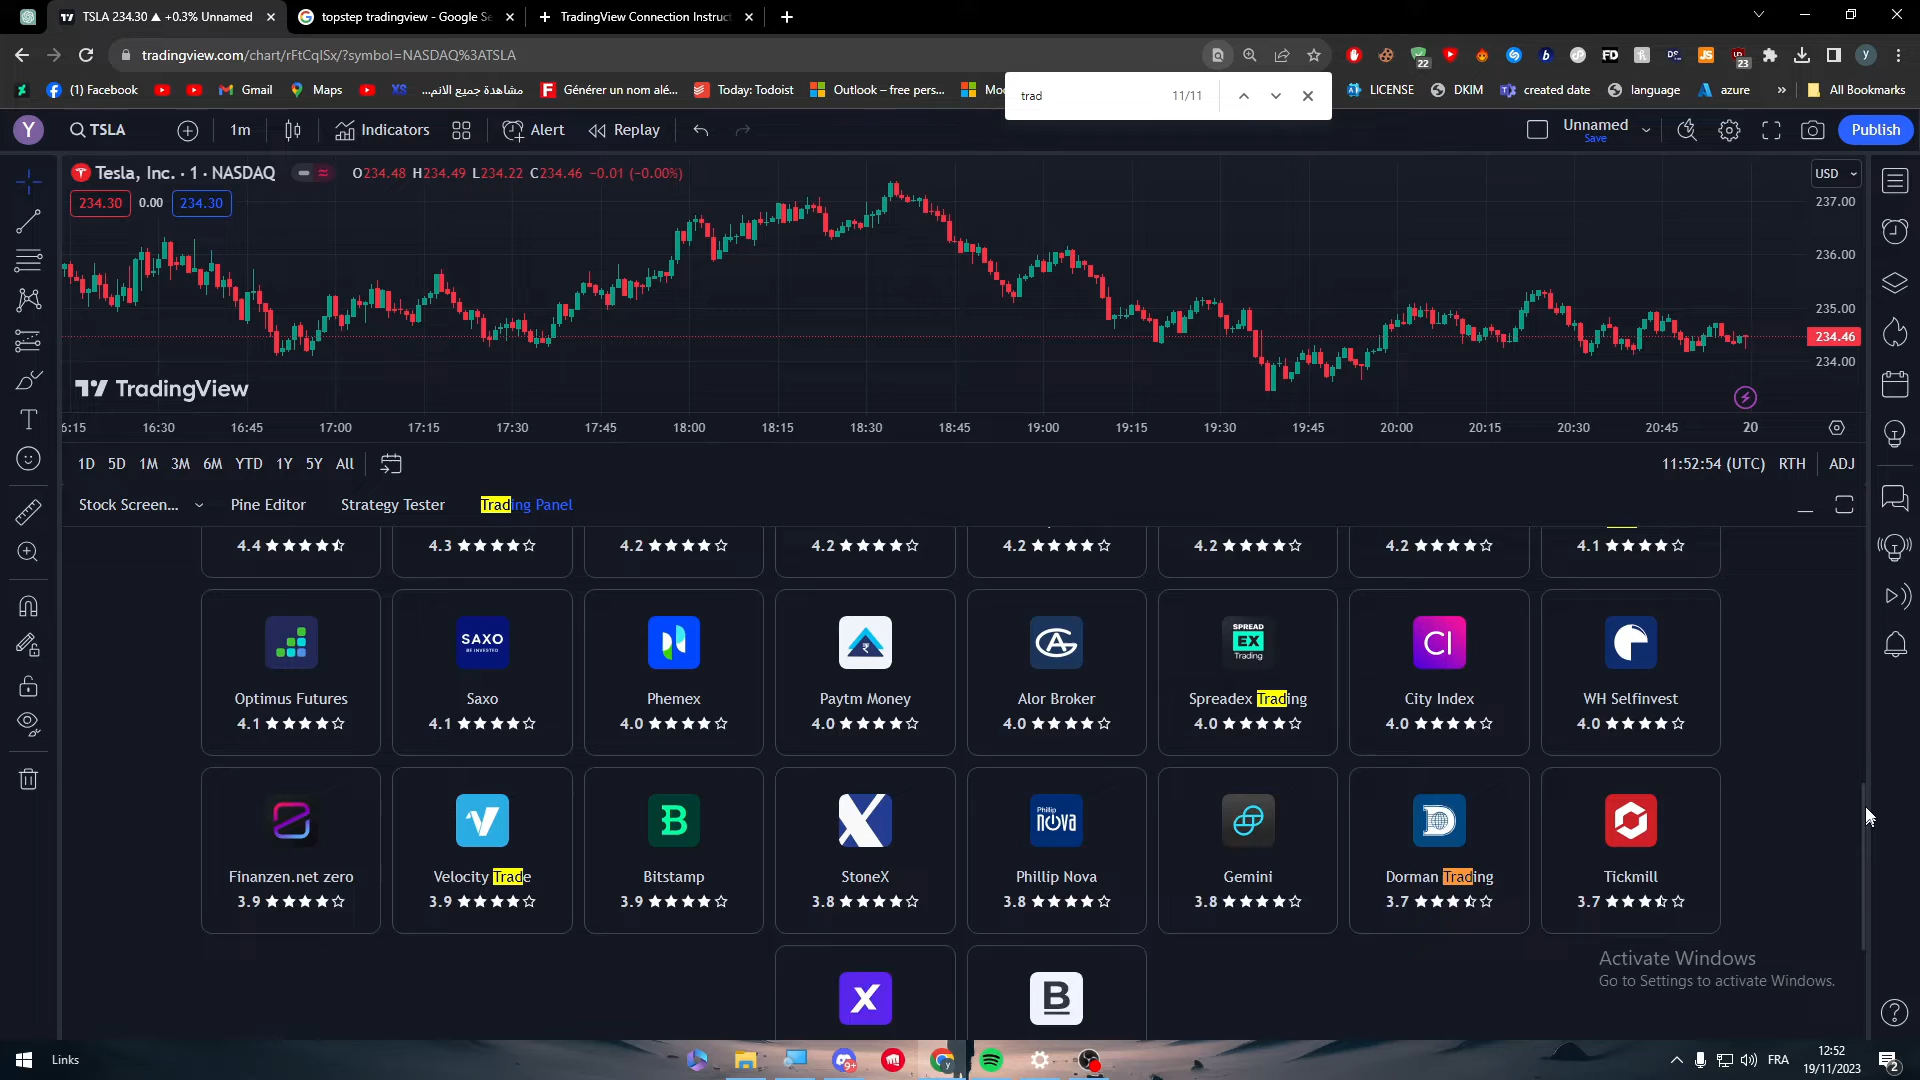 TSLA 234.30 ▲ +0.3% Unnamed
topstep tradingview - Google Se
TradingView Connection Instruct
tradingview.com/chart/rFtCqlSx/?symbol=NASDAQ%3ATSLA
22
23
(1) Facebook
Gmail
Maps
XS
مشاهدة جميع الانم...
Générer un nom alé...
Today: Todoist
Outlook – free pers...
LICENSE
DKIM
created date
language
azure
All Bookmarks
trad
11/11
Y
TSLA
1m
Indicators
Alert
Replay
Unnamed
Save
Publish
Tesla, Inc. · 1 · NASDAQ
O234.48 H234.49 L234.22 C234.46 −0.01 (−0.00%)
234.30 0.00 234.30
USD
237.00
236.00
235.00
234.46
234.00
TradingView
16:30 16:45 17:00 17:15 17:30 17:45 18:00 18:15 18:30 18:45 19:00 19:15 19:30 19:45 20:00 20:15 20:30 20:45 20
1D 5D 1M 3M 6M YTD 1Y 5Y All
11:52:54 (UTC) RTH ADJ
Stock Screen... Pine Editor Strategy Tester Trading Panel
4.4 4.3 4.2 4.2 4.2 4.2 4.2 4.1
SAXO
BE INVESTED
SPREAD
EX
Trading
CI
Optimus Futures Saxo Phemex Paytm Money Alor Broker Spreadex Trading City Index WH Selfinvest
4.1 4.1 4.0 4.0 4.0 4.0 4.0 4.0
Phillip
nova
Finanzen.net zero Velocity Trade Bitstamp StoneX Phillip Nova Gemini Dorman Trading Tickmill
3.9 3.9 3.9 3.8 3.8 3.8 3.7 3.7
Activate Windows
Go to Settings to activate Windows.
X B
Links
9+
FRA
12:52
19/11/2023
2